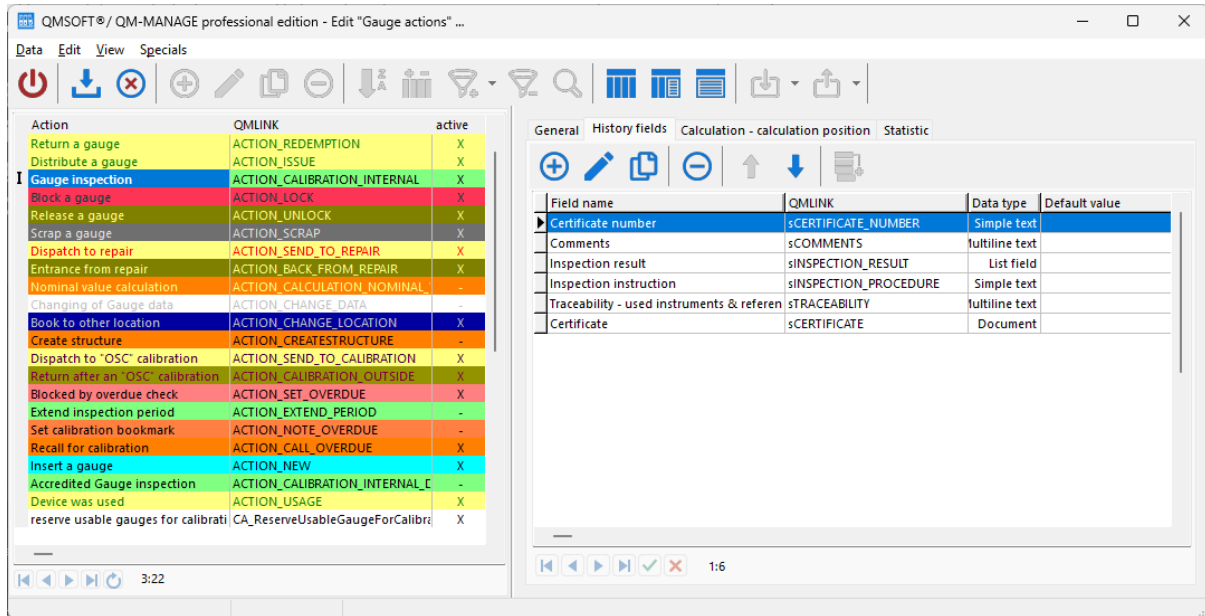 QMSOFT®/ QM-MANAGE professional edition - Edit "Gauge actions" ...
Data Edit View Specials
Action QMLINK active
Return a gauge ACTION_REDEMPTION X
Distribute a gauge ACTION_ISSUE X
Gauge inspection ACTION_CALIBRATION_INTERNAL X
Block a gauge ACTION_LOCK X
Release a gauge ACTION_UNLOCK X
Scrap a gauge ACTION_SCRAP X
Dispatch to repair ACTION_SEND_TO_REPAIR X
Entrance from repair ACTION_BACK_FROM_REPAIR X
Nominal value calculation ACTION_CALCULATION_NOMINAL_ -
Changing of Gauge data ACTION_CHANGE_DATA -
Book to other location ACTION_CHANGE_LOCATION X
Create structure ACTION_CREATESTRUCTURE -
Dispatch to "OSC" calibration ACTION_SEND_TO_CALIBRATION X
Return after an "OSC" calibration ACTION_CALIBRATION_OUTSIDE X
Blocked by overdue check ACTION_SET_OVERDUE X
Extend inspection period ACTION_EXTEND_PERIOD -
Set calibration bookmark ACTION_NOTE_OVERDUE -
Recall for calibration ACTION_CALL_OVERDUE X
Insert a gauge ACTION_NEW X
Accredited Gauge inspection ACTION_CALIBRATION_INTERNAL_D -
Device was used ACTION_USAGE X
reserve usable gauges for calibrati CA_ReserveUsableGaugeForCalibra X
3:22
General History fields Calculation - calculation position Statistic
Field name QMLINK Data type Default value
Certificate number sCERTIFICATE_NUMBER Simple text
Comments sCOMMENTS Multiline text
Inspection result sINSPECTION_RESULT List field
Inspection instruction sINSPECTION_PROCEDURE Simple text
Traceability - used instruments & referen sTRACEABILITY Multiline text
Certificate sCERTIFICATE Document
1:6